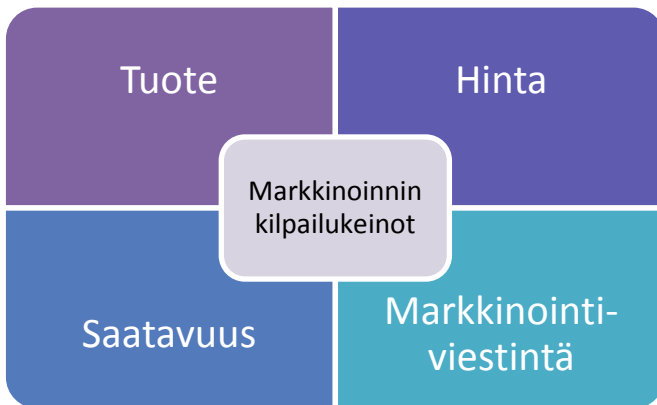 Tuote
Hinta
Markkinoinnin
kilpailukeinot
Saatavuus
Markkinointi-
viestintä